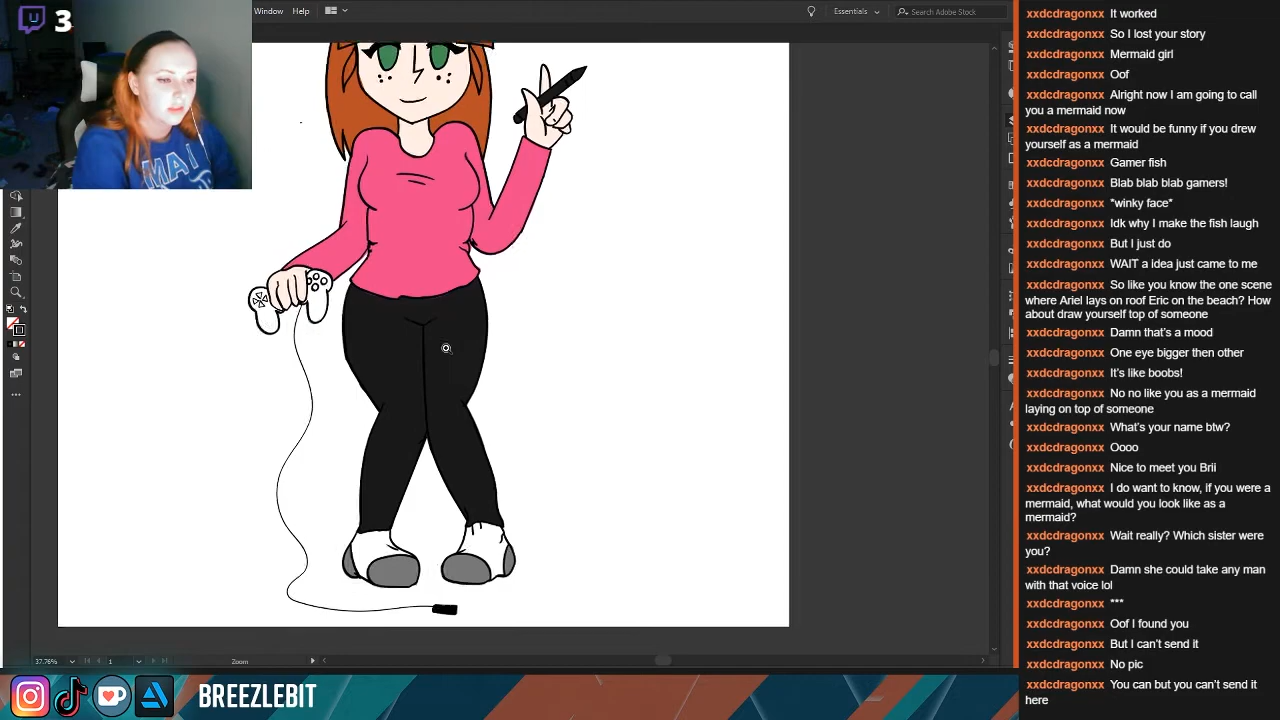 3
Window Help
Essentials
Search Adobe Stock
MAI
37.76%
1
Zoom
BREEZLEBIT
xxdcdragonxx It worked
xxdcdragonxx So I lost your story
xxdcdragonxx Mermaid girl
xxdcdragonxx Oof
xxdcdragonxx Alright now I am going to call
you a mermaid now
xxdcdragonxx It would be funny if you drew
yourself as a mermaid
xxdcdragonxx Gamer fish
xxdcdragonxx Blab blab blab gamers!
xxdcdragonxx *winky face*
xxdcdragonxx Idk why I make the fish laugh
xxdcdragonxx But I just do
xxdcdragonxx WAIT a idea just came to me
xxdcdragonxx So like you know the one scene
where Ariel lays on roof Eric on the beach? How
about draw yourself top of someone
xxdcdragonxx Damn that's a mood
xxdcdragonxx One eye bigger then other
xxdcdragonxx It's like boobs!
xxdcdragonxx No no like you as a mermaid
laying on top of someone
xxdcdragonxx What's your name btw?
xxdcdragonxx Oooo
xxdcdragonxx Nice to meet you Brii
xxdcdragonxx I do want to know, if you were a
mermaid, what would you look like as a
mermaid?
xxdcdragonxx Wait really? Which sister were
you?
xxdcdragonxx Damn she could take any man
with that voice lol
xxdcdragonxx ***
xxdcdragonxx Oof I found you
xxdcdragonxx But I can't send it
xxdcdragonxx No pic
xxdcdragonxx You can but you can't send it
here